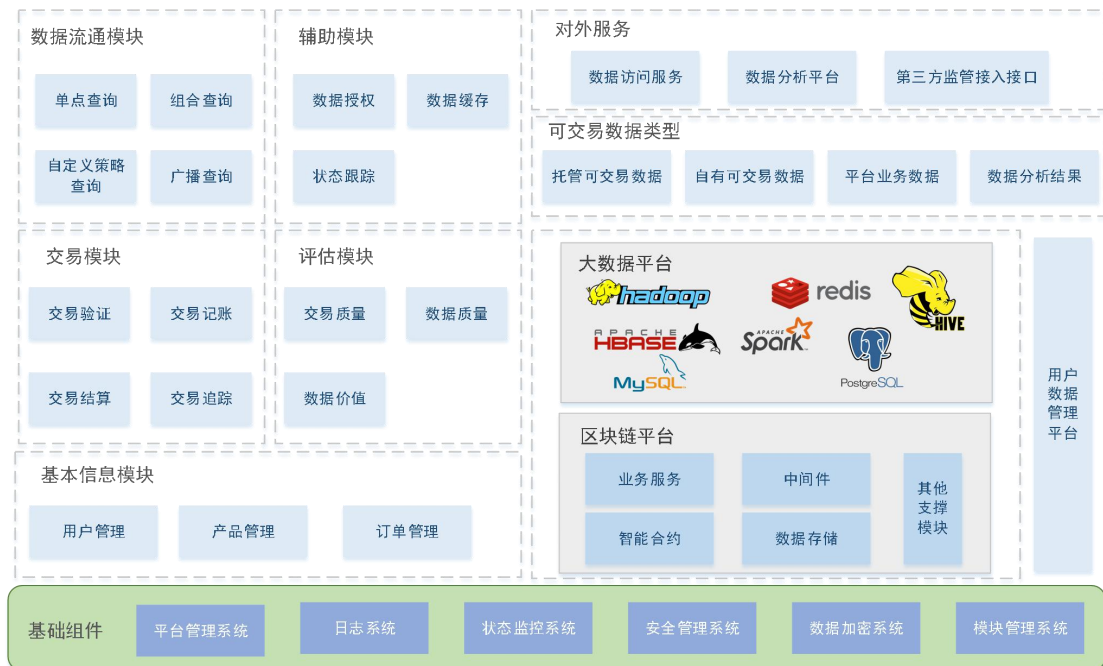 数据流通模块
单点查询
组合查询
自定义策略
查询
广播查询
辅助模块
数据授权
数据缓存
状态跟踪
对外服务
数据访问服务
数据分析平台
第三方监管接入接口
可交易数据类型
托管可交易数据
自有可交易数据
平台业务数据
数据分析结果
交易模块
交易验证
交易记账
交易结算
交易追踪
评估模块
交易质量
数据质量
数据价值
大数据平台
hadoop
redis
HIVE
APACHE
HBASE
APACHE
Spark
MySQL
PostgreSQL
区块链平台
业务服务
中间件
智能合约
数据存储
其他
支撑
模块
用户
数据
管理
平台
基本信息模块
用户管理
产品管理
订单管理
基础组件
平台管理系统
日志系统
状态监控系统
安全管理系统
数据加密系统
模块管理系统